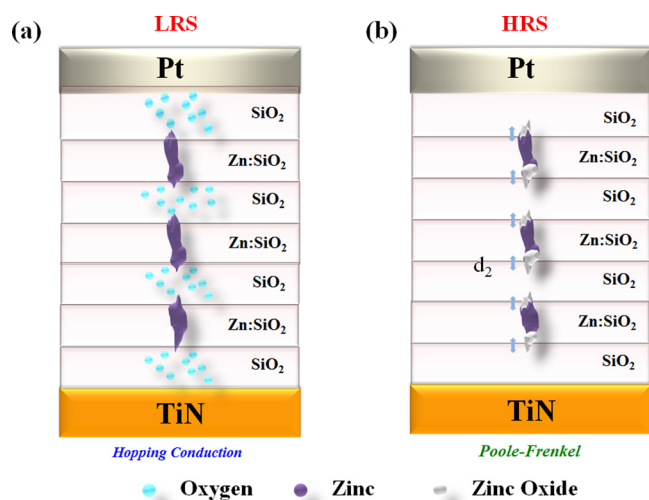 LRS
(a)
Pt
SiO2
Zn:SiO2
SiO2
Zn:SiO2
SiO2
Zn:SiO2
SiO2
TiN
Hopping Conduction
HRS
(b)
Pt
SiO2
Zn:SiO2
SiO2
Zn:SiO2
d2
SiO2
Zn:SiO2
SiO2
TiN
Poole-Frenkel
Oxygen Zinc Zinc Oxide